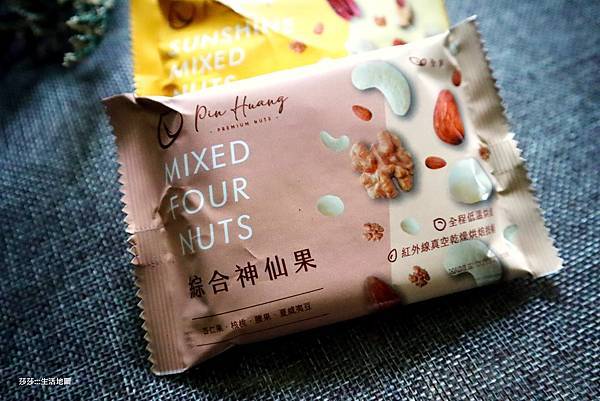 SUNSHINE
MIXED
NUTS
Pin Huang
PREMIUM NUTS
MIXED
FOUR
NUTS
綜合神仙果
杏仁果·核桃·腰果·夏威夷豆
全程低溫烘焙
紅外線真空乾燥烘焙技術
莎莎:::生活地圖